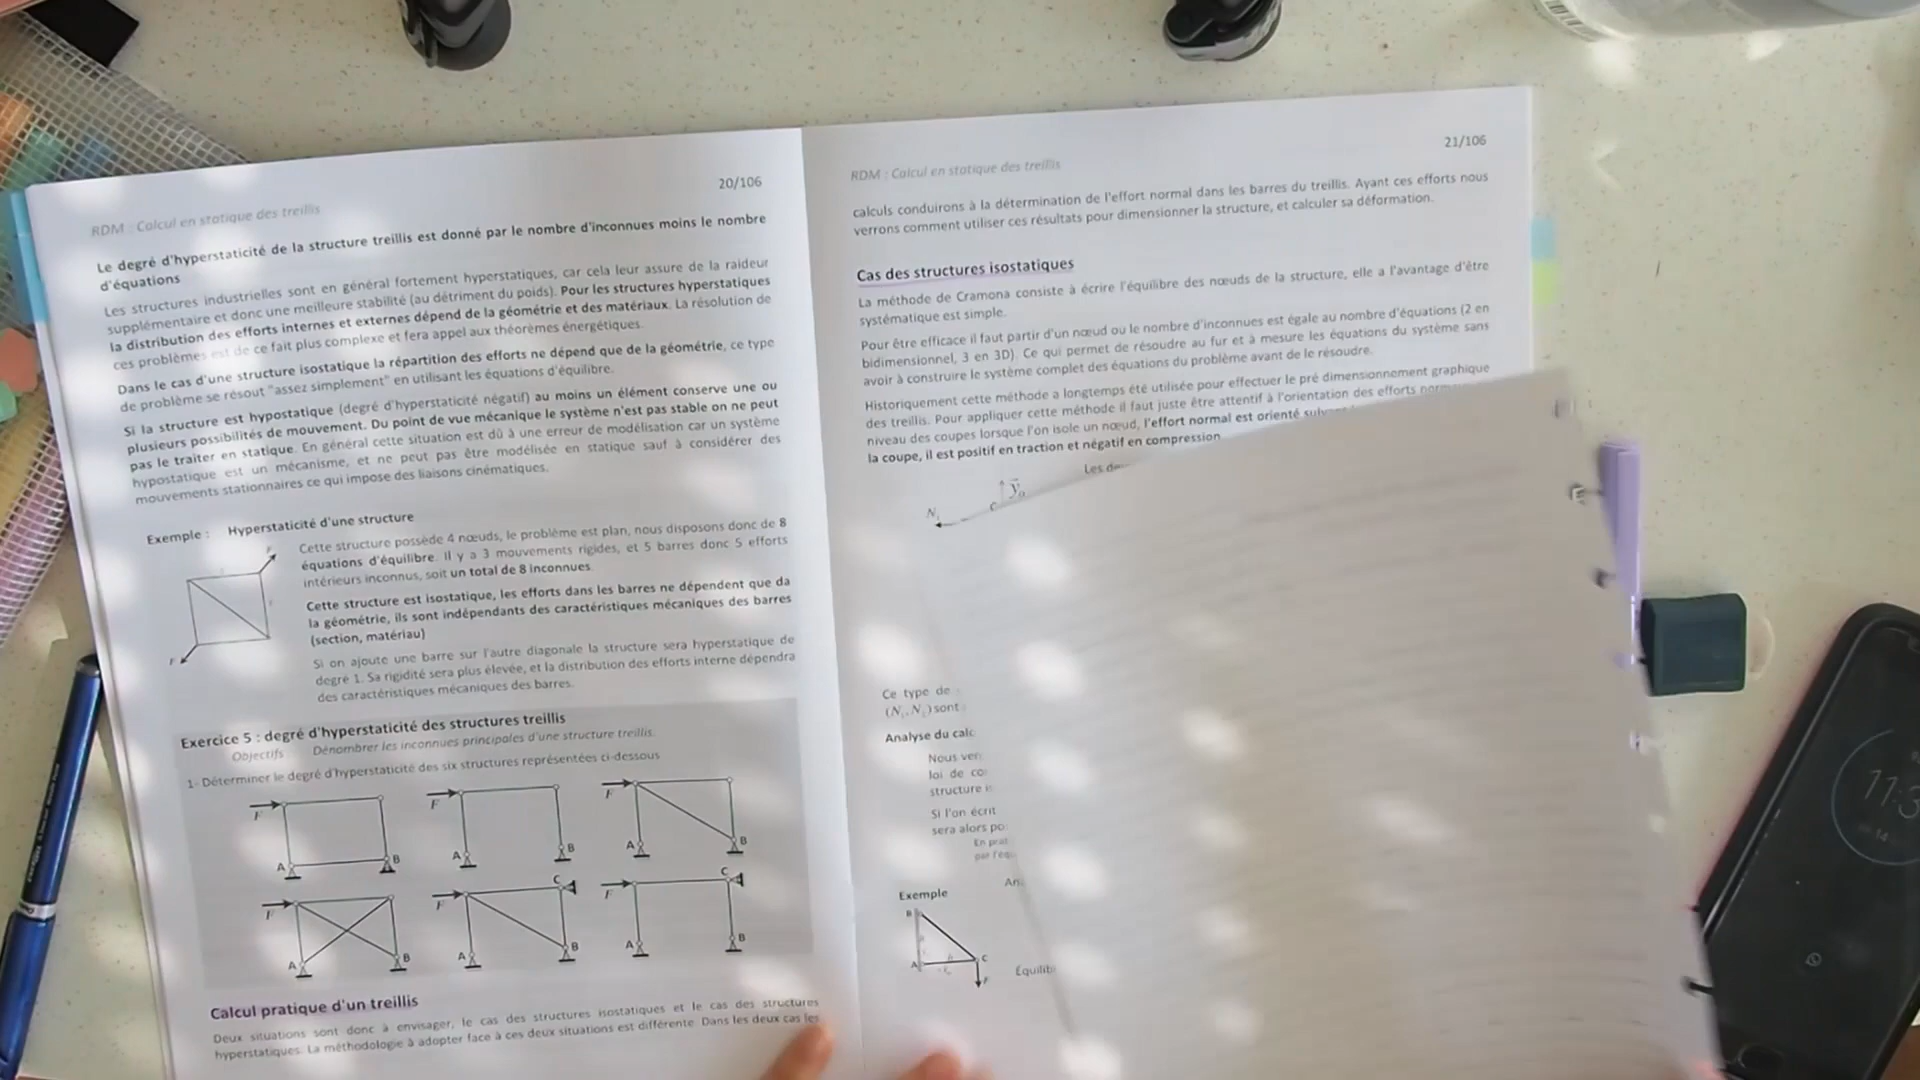 20/106
RDM : Calcul en statique des treillis
Le degré d'hyperstaticité de la structure treillis est donné par le nombre d'inconnues moins le nombre
d'équations
Les structures industrielles sont en général fortement hyperstatiques, car cela leur assure de la raideur
supplémentaire et donc une meilleure stabilité (au détriment du poids). Pour les structures hyperstatiques
la distribution des efforts internes et externes dépend de la géométrie et des matériaux. La résolution de
ces problèmes est de ce fait plus complexe et fera appel aux théorèmes énergétiques.
Dans le cas d'une structure isostatique la répartition des efforts ne dépend que de la géométrie, ce type
de problème se résout "assez simplement" en utilisant les équations d'équilibre.
Si la structure est hypostatique (degré d'hyperstaticité négatif) au moins un élément conserve une ou
plusieurs possibilités de mouvement. Du point de vue mécanique le système n'est pas stable on ne peut
pas le traiter en statique. En général cette situation est dû à une erreur de modélisation car un système
hypostatique est un mécanisme, et ne peut pas être modélisée en statique sauf à considérer des
mouvements stationnaires ce qui impose des liaisons cinématiques.
Exemple : Hyperstaticité d'une structure
Cette structure possède 4 nœuds, le problème est plan, nous disposons donc de 8
équations d'équilibre. Il y a 3 mouvements rigides, et 5 barres donc 5 efforts
intérieurs inconnus, soit un total de 8 inconnues.
Cette structure est isostatique, les efforts dans les barres ne dépendent que da
la géométrie, ils sont indépendants des caractéristiques mécaniques des barres
(section, matériau)
Si on ajoute une barre sur l'autre diagonale la structure sera hyperstatique de
degré 1. Sa rigidité sera plus élevée, et la distribution des efforts interne dépendra
des caractéristiques mécaniques des barres.
F
Exercice 5 : degré d'hyperstaticité des structures treillis
Objectifs : Dénombrer les inconnues principales d'une structure treillis.
1- Déterminer le degré d'hyperstaticité des six structures représentées ci-dessous
F F F
A B A B A B
F F C F C
A B A B A B
Calcul pratique d'un treillis
Deux situations sont donc à envisager, le cas des structures isostatiques et le cas des structures
hyperstatiques. La méthodologie à adopter face à ces deux situations est différente. Dans les deux cas les
21/106
RDM : Calcul en statique des treillis
calculs conduirons à la détermination de l'effort normal dans les barres du treillis. Ayant ces efforts nous
verrons comment utiliser ces résultats pour dimensionner la structure, et calculer sa déformation.
Cas des structures isostatiques
La méthode de Cramona consiste à écrire l'équilibre des nœuds de la structure, elle a l'avantage d'être
systématique est simple.
Pour être efficace il faut partir d'un nœud ou le nombre d'inconnues est égale au nombre d'équations (2 en
bidimensionnel, 3 en 3D). Ce qui permet de résoudre au fur et à mesure les équations du système sans
avoir à construire le système complet des équations du problème avant de le résoudre.
Historiquement cette méthode a longtemps été utilisée pour effectuer le pré dimensionnement graphique
des treillis. Pour appliquer cette méthode il faut juste être attentif à l'orientation des efforts
niveau des coupes lorsque l'on isole un nœud, l'effort normal est orienté
la coupe, il est positif en traction et négatif en compression
Les
y₀
N
C
Ce type de
(N₁, N₂) sont
Analyse du calc
Nous ver
loi de co
structure i
Si l'on écrit
sera alors po
En prat
par l'éq
An
Exemple
B
A C
F
Equilib
11:3